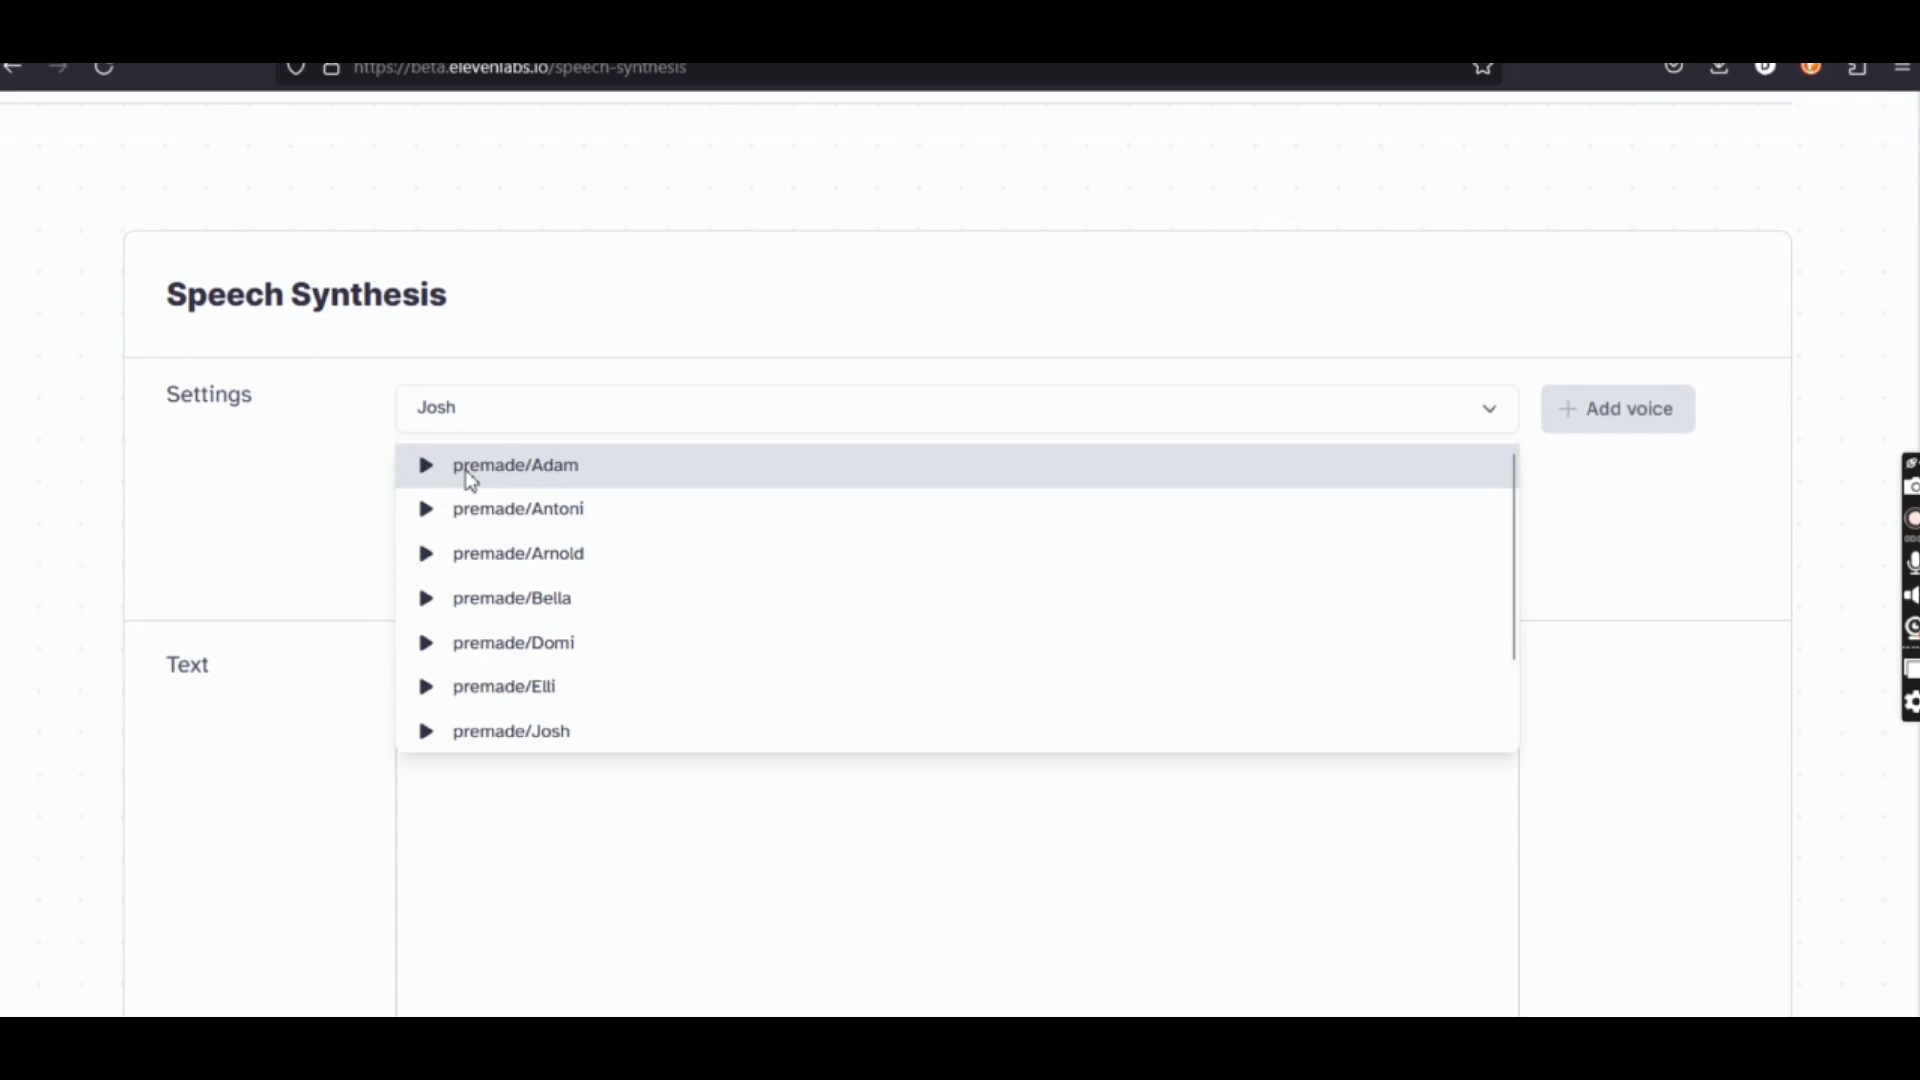 https://beta.elevenlabs.io/speech-synthesis
Speech Synthesis
Settings
Josh
+ Add voice
premade/Adam
premade/Antoni
premade/Arnold
premade/Bella
premade/Domi
premade/Elli
premade/Josh
Text